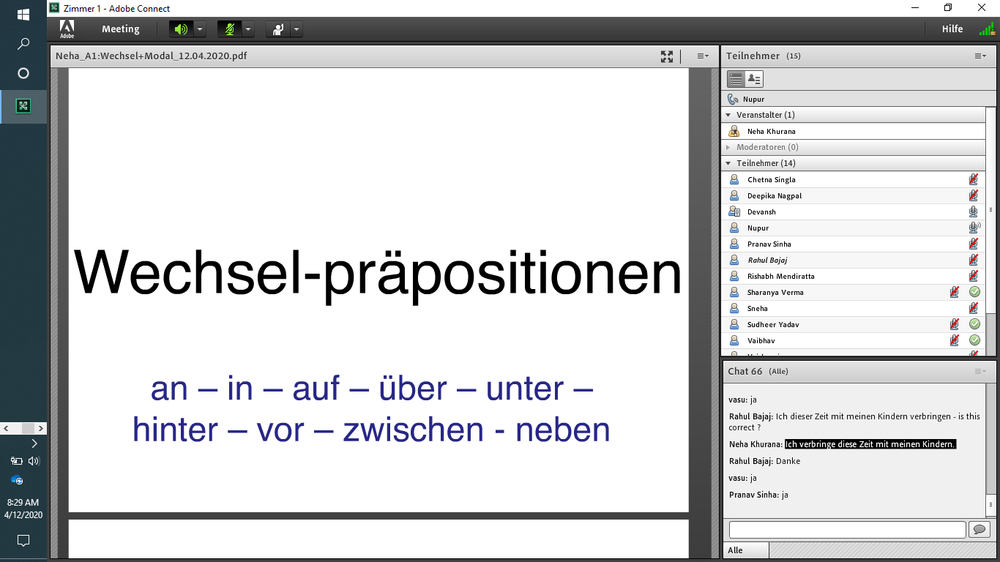 Zimmer 1 - Adobe Connect
Adobe
Meeting
Hilfe
Neha_A1:Wechsel+Modal_12.04.2020.pdf
Wechsel-präpositionen
an – in – auf – über – unter –
hinter – vor – zwischen - neben
Teilnehmer (15)
Nupur
Veranstalter (1)
Neha Khurana
Moderatoren (0)
Teilnehmer (14)
Chetna Singla
Deepika Nagpal
Devansh
Nupur
Pranav Sinha
Rahul Bajaj
Rishabh Mendiratta
Sharanya Verma
Sneha
Sudheer Yadav
Vaibhav
Chat 66 (Alle)
vasu: ja
Rahul Bajaj: Ich dieser Zeit mit meinen Kindern verbringen - is this
correct ?
Neha Khurana: Ich verbringe diese Zeit mit meinen Kindern.
Rahul Bajaj: Danke
vasu: ja
Pranav Sinha: ja
Alle
8:29 AM
4/12/2020